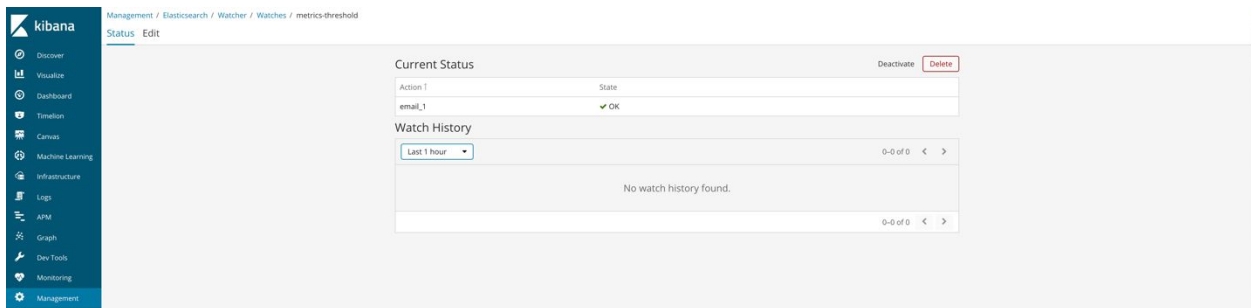 kibana
Discover
Visualize
Dashboard
Timelion
Canvas
Machine Learning
Infrastructure
Logs
APM
Graph
Dev Tools
Monitoring
Management
Management / Elasticsearch / Watcher / Watches / metrics-threshold
Status Edit
Current Status Deactivate Delete
Action State
email_1 OK
Watch History
Last 1 hour 0–0 of 0
No watch history found.
0–0 of 0